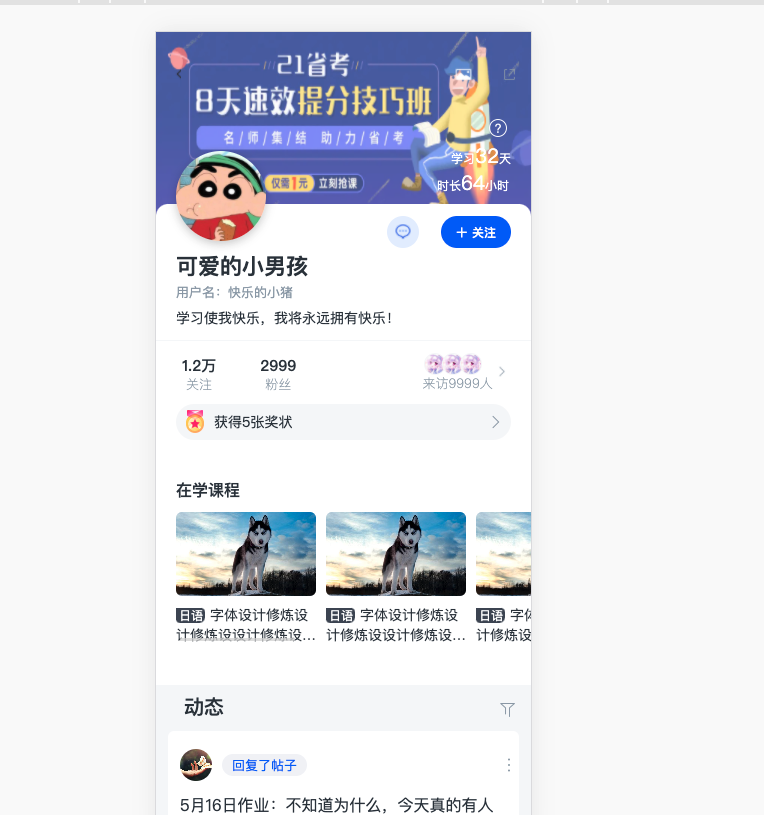 21省考
8天速效提分技巧班
名/师/集/结 助/力/省/考
仅需1元 立刻抢课
?
学习32天
时长64小时
+ 关注
可爱的小男孩
用户名：快乐的小猪
学习使我快乐，我将永远拥有快乐！
1.2万
关注
2999
粉丝
来访9999人
获得5张奖状
在学课程
日语 字体设计修炼设
计修炼设设计修炼设...
日语 字体设计修炼设
计修炼设设计修炼设...
日语 字体
计修炼设
动态
回复了帖子
5月16日作业：不知道为什么，今天真的有人